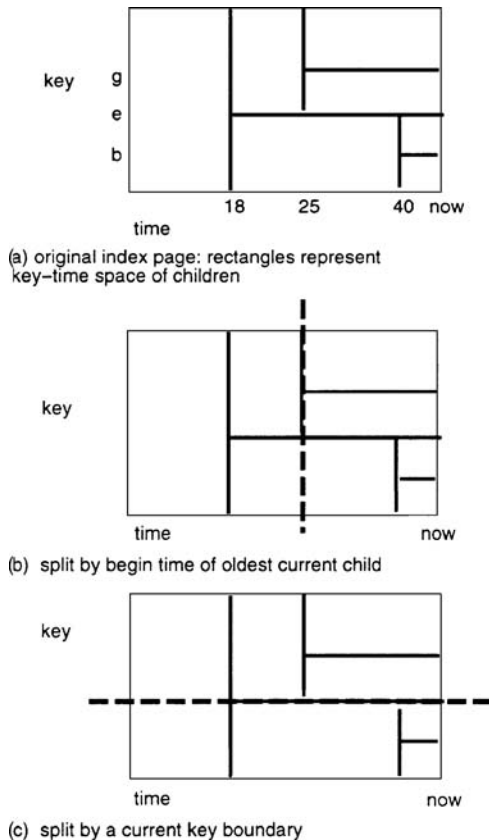 key
g
e
b
18 25 40 now
time
(a) original index page: rectangles represent
key-time space of children
key
time now
(b) split by begin time of oldest current child
key
time now
(c) split by a current key boundary